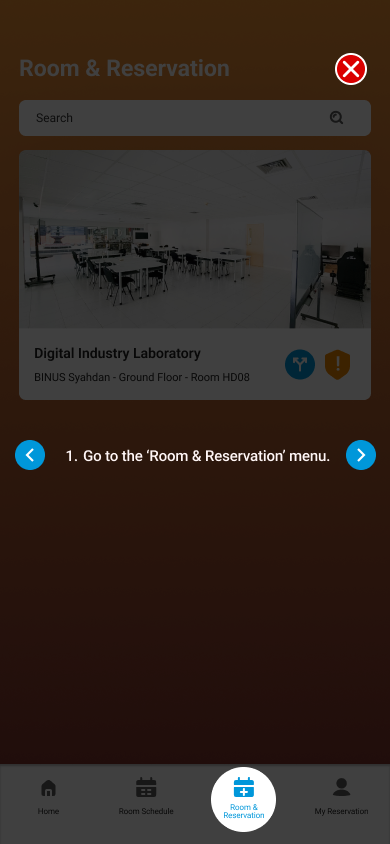 Room & Reservation
Search
Digital Industry Laboratory
BINUS Syahdan - Ground Floor - Room HD08
1. Go to the ‘Room & Reservation’ menu.
Home
Room Schedule
Room &
Reservation
My Reservation